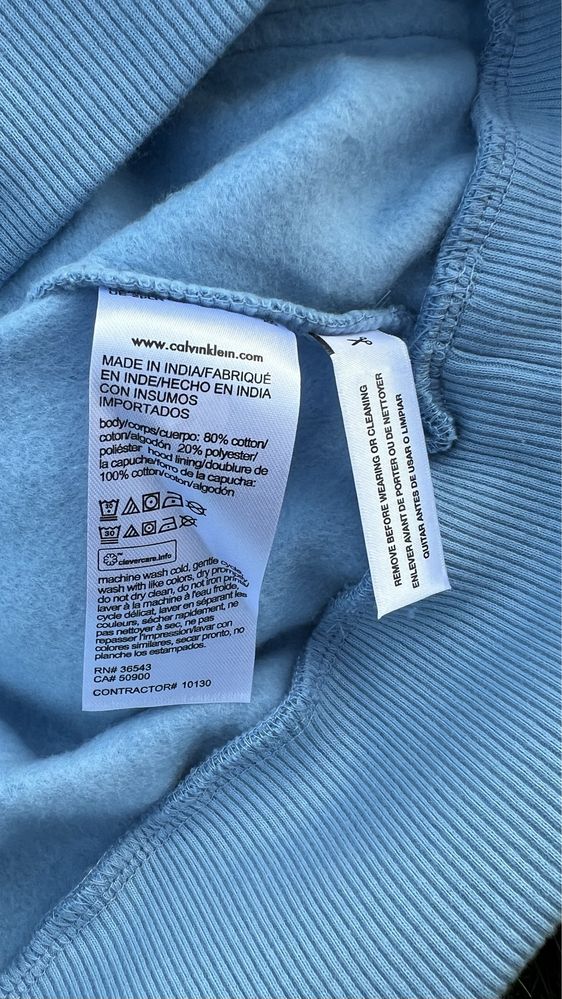 www.calvinklein.com
MADE IN INDIA/FABRIQUÉ
EN INDE/HECHO EN INDIA
CON INSUMOS
IMPORTADOS
body/corps/cuerpo: 80% cotton/
coton/algodón 20% polyester/
poliéster hood lining/doublure de
la capuche/forro de la capucha:
100% cotton/coton/algodón
30
30
clevercare.info
machine wash cold, gentle cycle,
wash with like colors, dry promptly,
do not dry clean, do not iron print/
laver à la machine à l'eau froide,
cycle délicat, laver en séparant les
couleurs, sécher rapidement, ne
pas nettoyer à sec, ne pas
repasser l'impression/lavar con
colores similares, secar pronto, no
planche los estampados.
RN# 36543
CA# 50900
CONTRACTOR# 10130
REMOVE BEFORE WEARING OR CLEANING
ENLEVER AVANT DE PORTER OU DE NETTOYER
QUITAR ANTES DE USAR O LIMPIAR